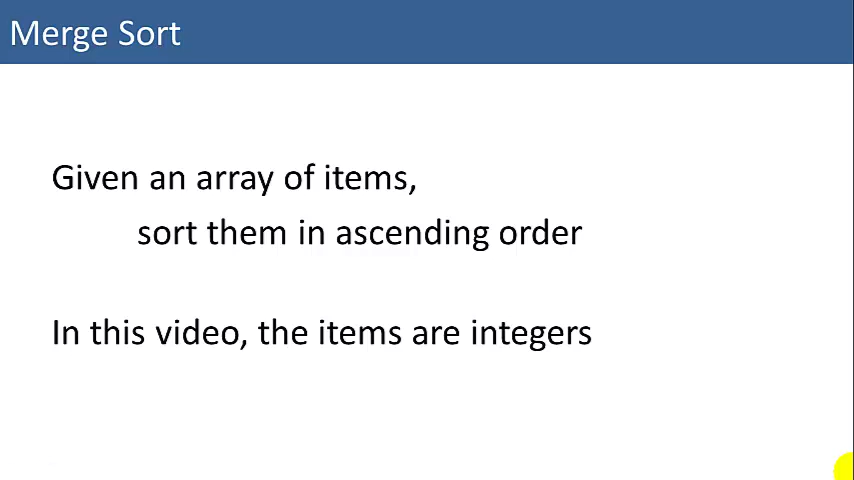 Merge Sort
Given an array of items,
sort them in ascending order
In this video, the items are integers